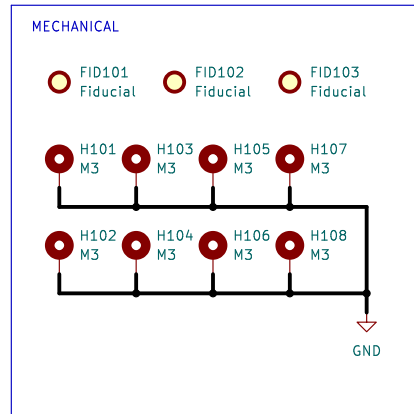 MECHANICAL
FID101
Fiducial
FID102
Fiducial
FID103
Fiducial
H101
M3
H103
M3
H105
M3
H107
M3
H102
M3
H104
M3
H106
M3
H108
M3
GND